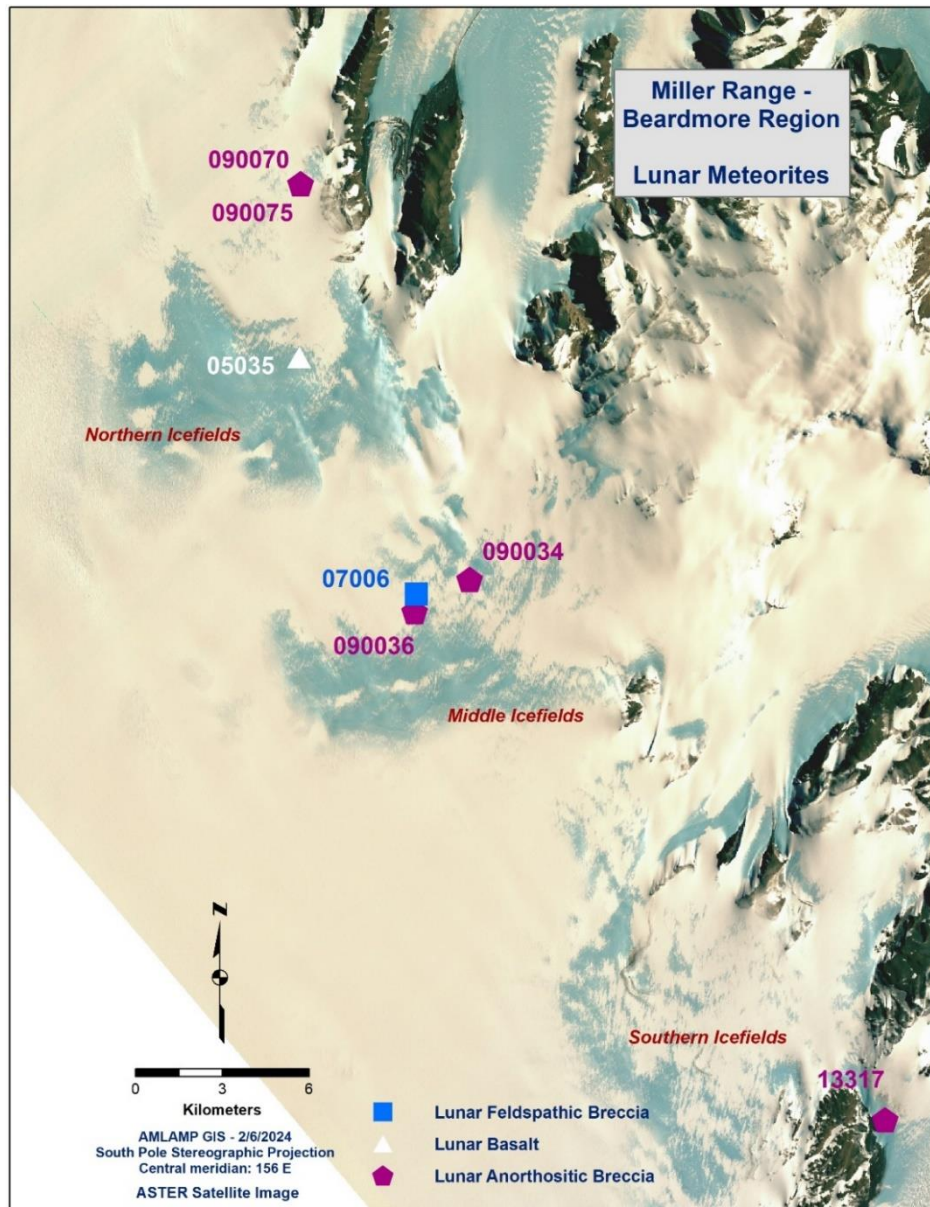 Miller Range -
Beardmore Region
Lunar Meteorites
090070
090075
05035
Northern Icefields
090034
07006
090036
Middle Icefields
Southern Icefields
13317
N
0 3 6
Kilometers
AMLAMP GIS - 2/6/2024
South Pole Stereographic Projection
Central meridian: 156 E
ASTER Satellite Image
Lunar Feldspathic Breccia
Lunar Basalt
Lunar Anorthositic Breccia